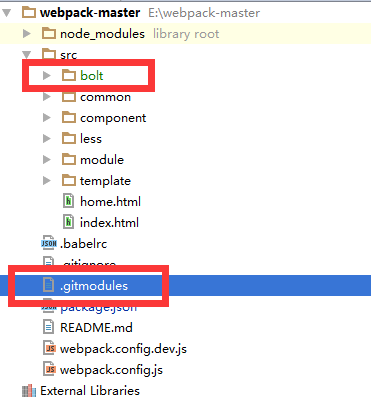 webpack-master E:\webpack-master
node_modules library root
src
bolt
common
component
less
module
template
home.html
index.html
.babelrc
.gitignore
.gitmodules
package.json
README.md
webpack.config.dev.js
webpack.config.js
External Libraries